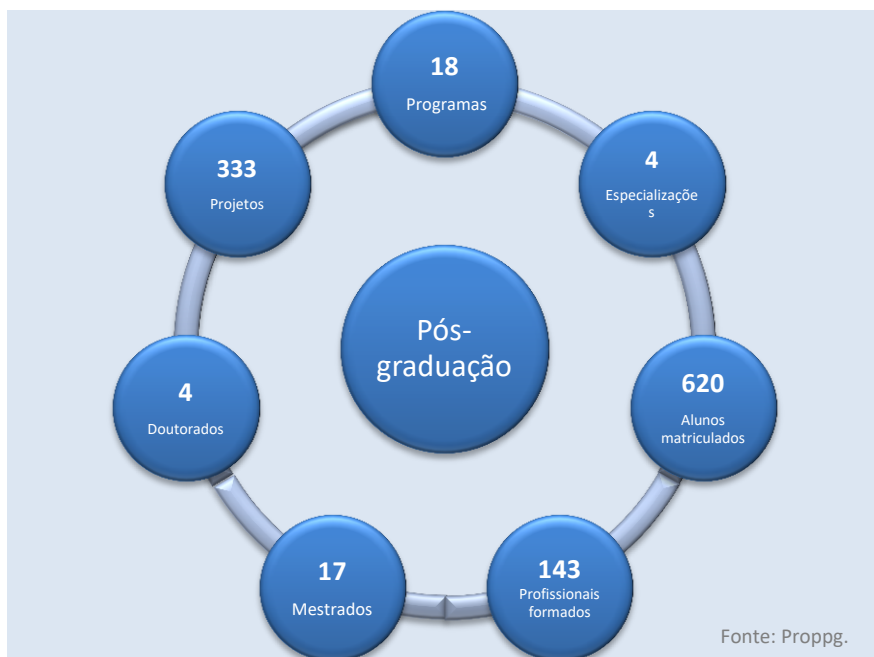 18
Programas
4
Especializaçõe
s
620
Alunos
matriculados
143
Profissionais
formados
17
Mestrados
4
Doutorados
333
Projetos
Pós-
graduação
Fonte: Proppg.